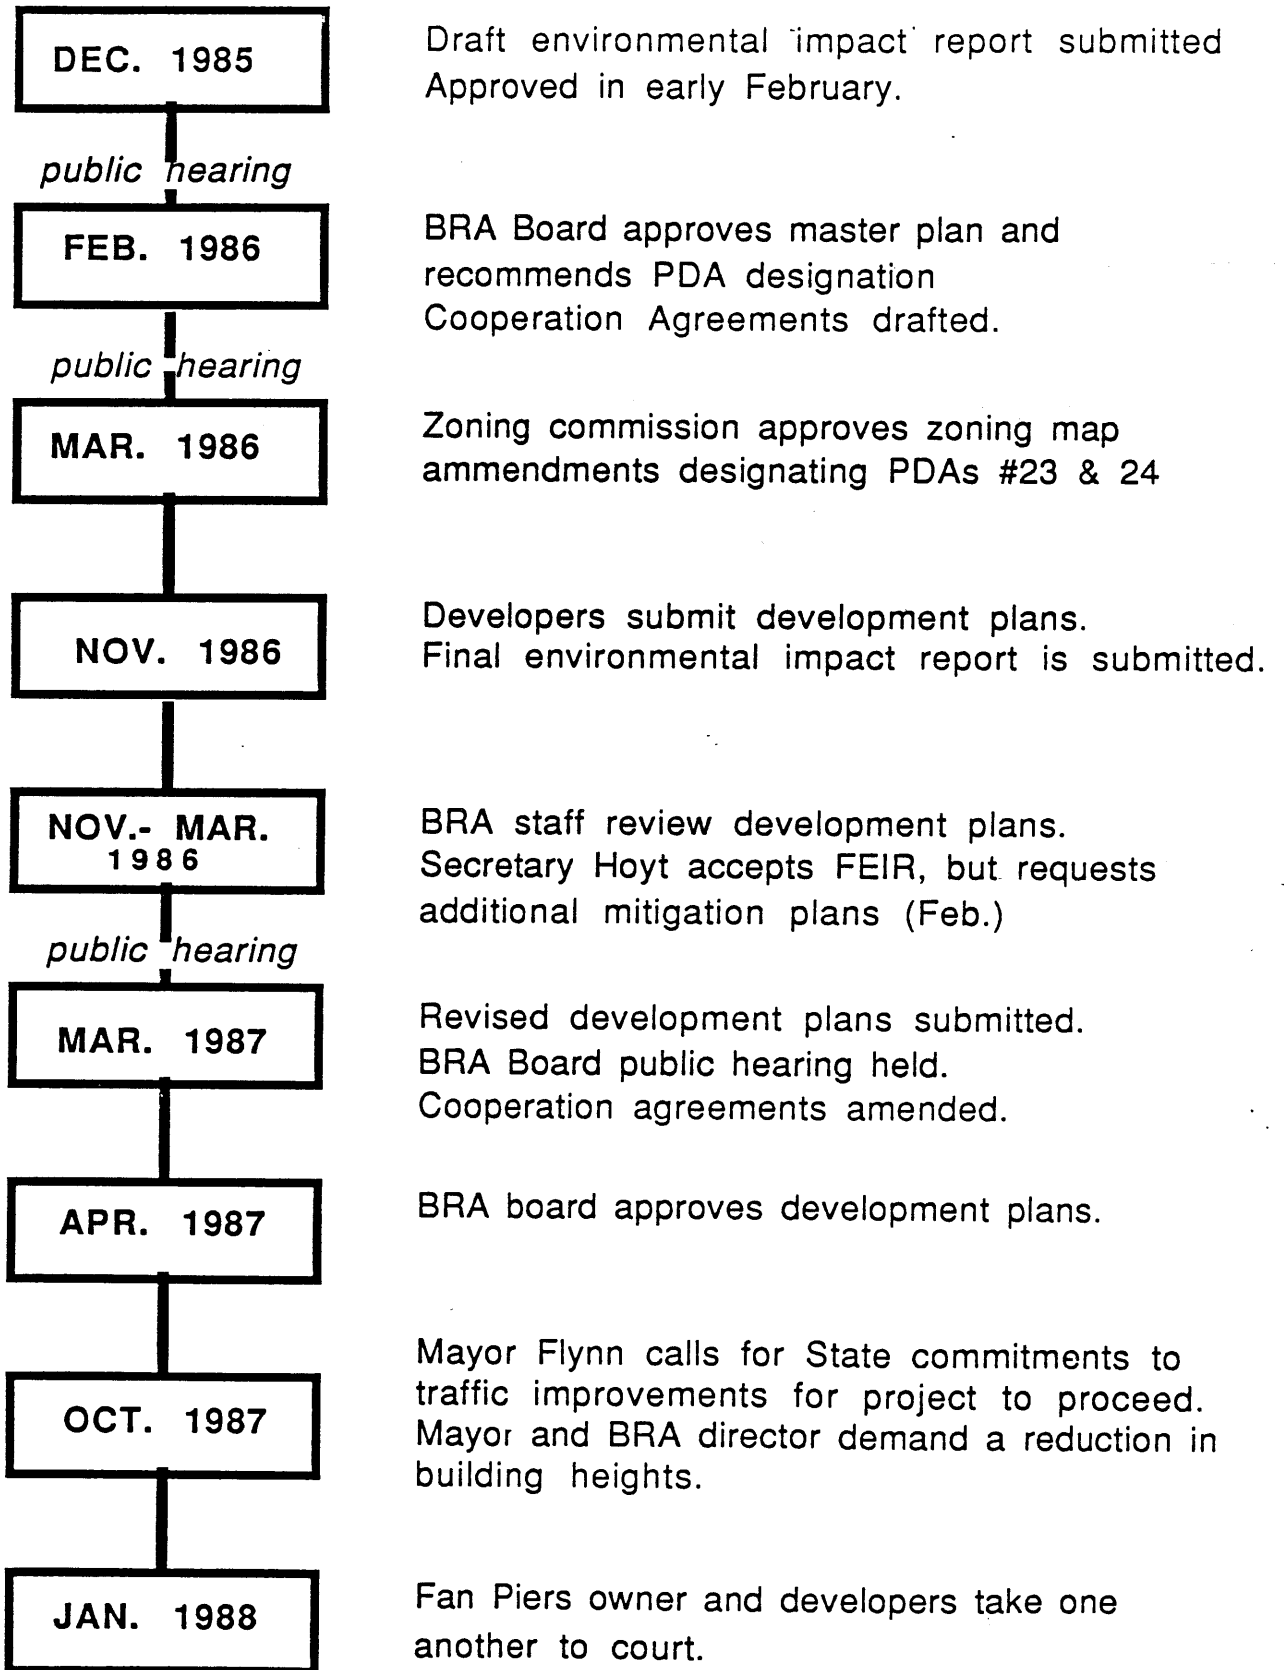 DEC. 1985
Draft environmental impact report submitted
Approved in early February.
public hearing
FEB. 1986
BRA Board approves master plan and
recommends PDA designation
Cooperation Agreements drafted.
public hearing
MAR. 1986
Zoning commission approves zoning map
ammendments designating PDAs #23 & 24
NOV. 1986
Developers submit development plans.
Final environmental impact report is submitted.
NOV.- MAR.
1986
BRA staff review development plans.
Secretary Hoyt accepts FEIR, but requests
additional mitigation plans (Feb.)
public hearing
MAR. 1987
Revised development plans submitted.
BRA Board public hearing held.
Cooperation agreements amended.
APR. 1987
BRA board approves development plans.
OCT. 1987
Mayor Flynn calls for State commitments to
traffic improvements for project to proceed.
Mayor and BRA director demand a reduction in
building heights.
JAN. 1988
Fan Piers owner and developers take one
another to court.